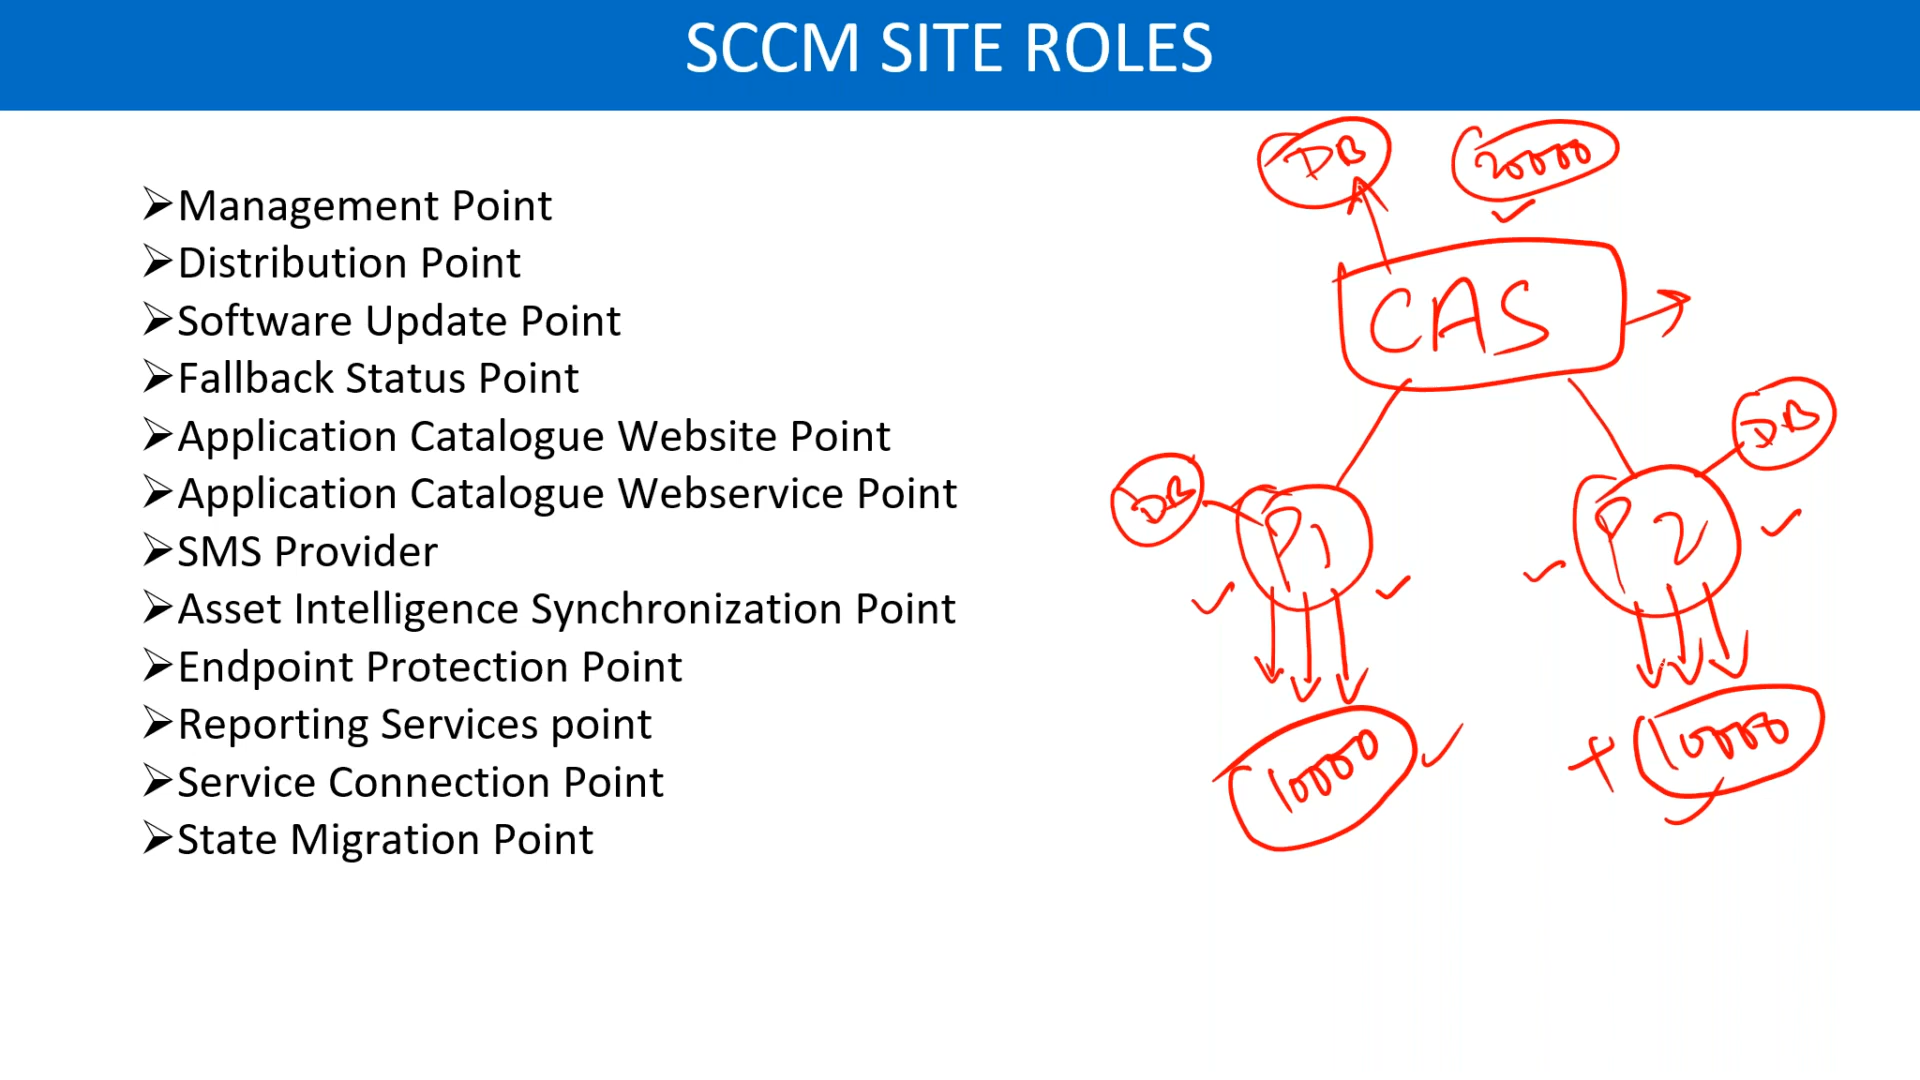 SCCM SITE ROLES
Management Point
Distribution Point
Software Update Point
Fallback Status Point
Application Catalogue Website Point
Application Catalogue Webservice Point
SMS Provider
Asset Intelligence Synchronization Point
Endpoint Protection Point
Reporting Services point
Service Connection Point
State Migration Point
DB
20000
CAS
DB
DB
P1
P2
10000
+ 10000